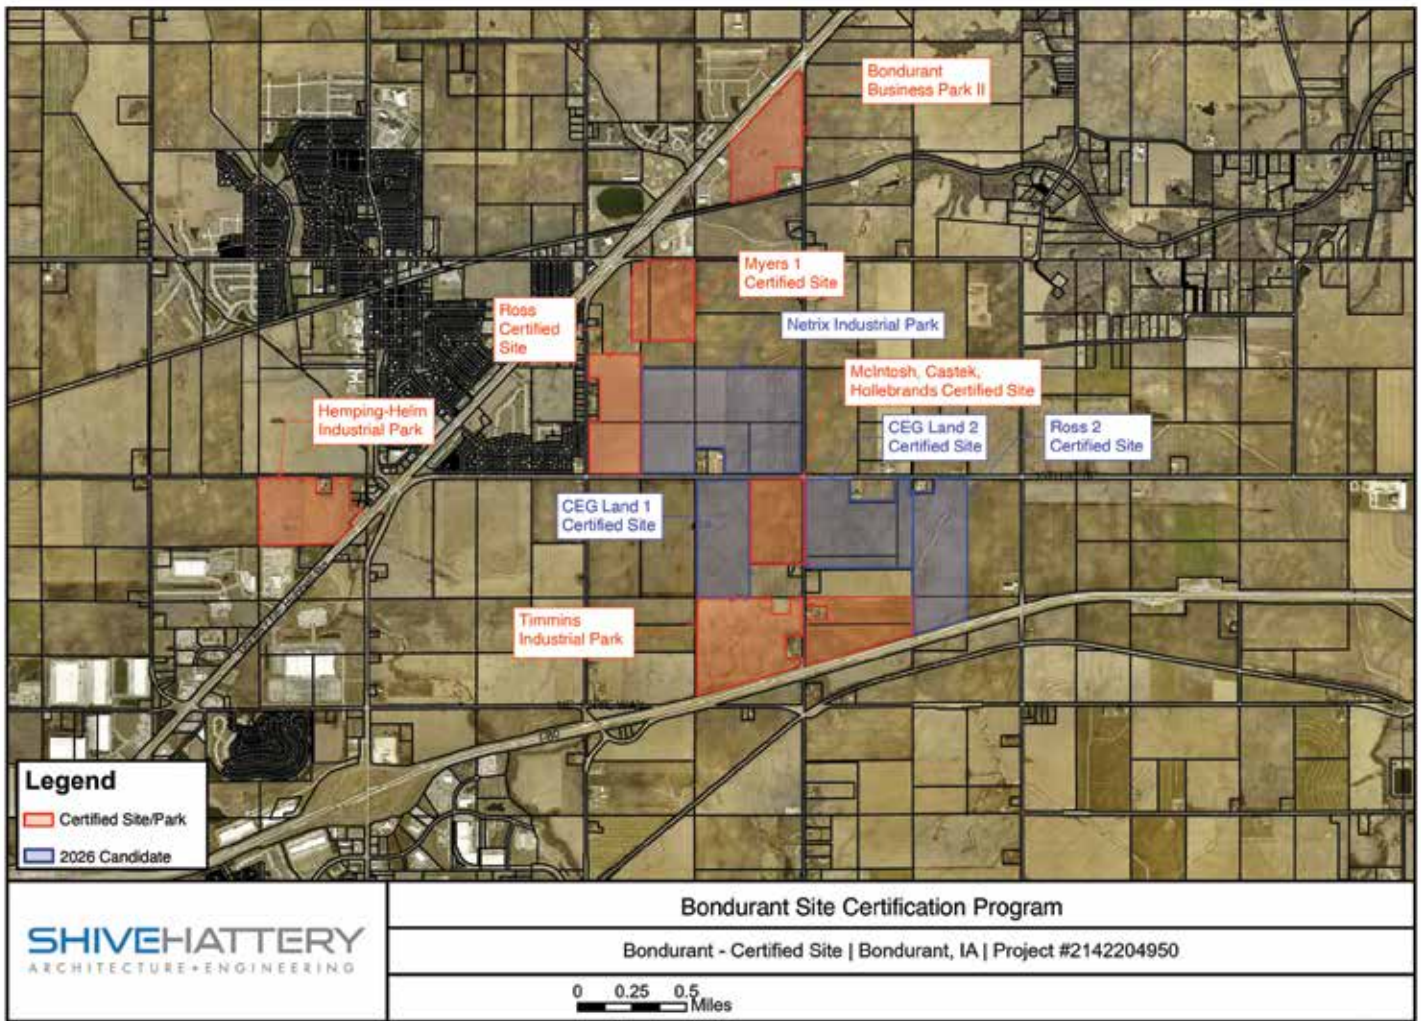 Bondurant
Business Park II
Myers 1
Certified Site
Ross
Certified
Site
Netrix Industrial Park
McIntosh, Castek,
Hollebrands Certified Site
Hemping-Helm
Industrial Park
CEG Land 2
Certified Site
Ross 2
Certified Site
CEG Land 1
Certified Site
Timmins
Industrial Park
I 80
Legend
Certified Site/Park
2026 Candidate
SHIVEHATTERY
ARCHITECTURE+ENGINEERING
Bondurant Site Certification Program
Bondurant - Certified Site | Bondurant, IA | Project #2142204950
0 0.25 0.5
Miles